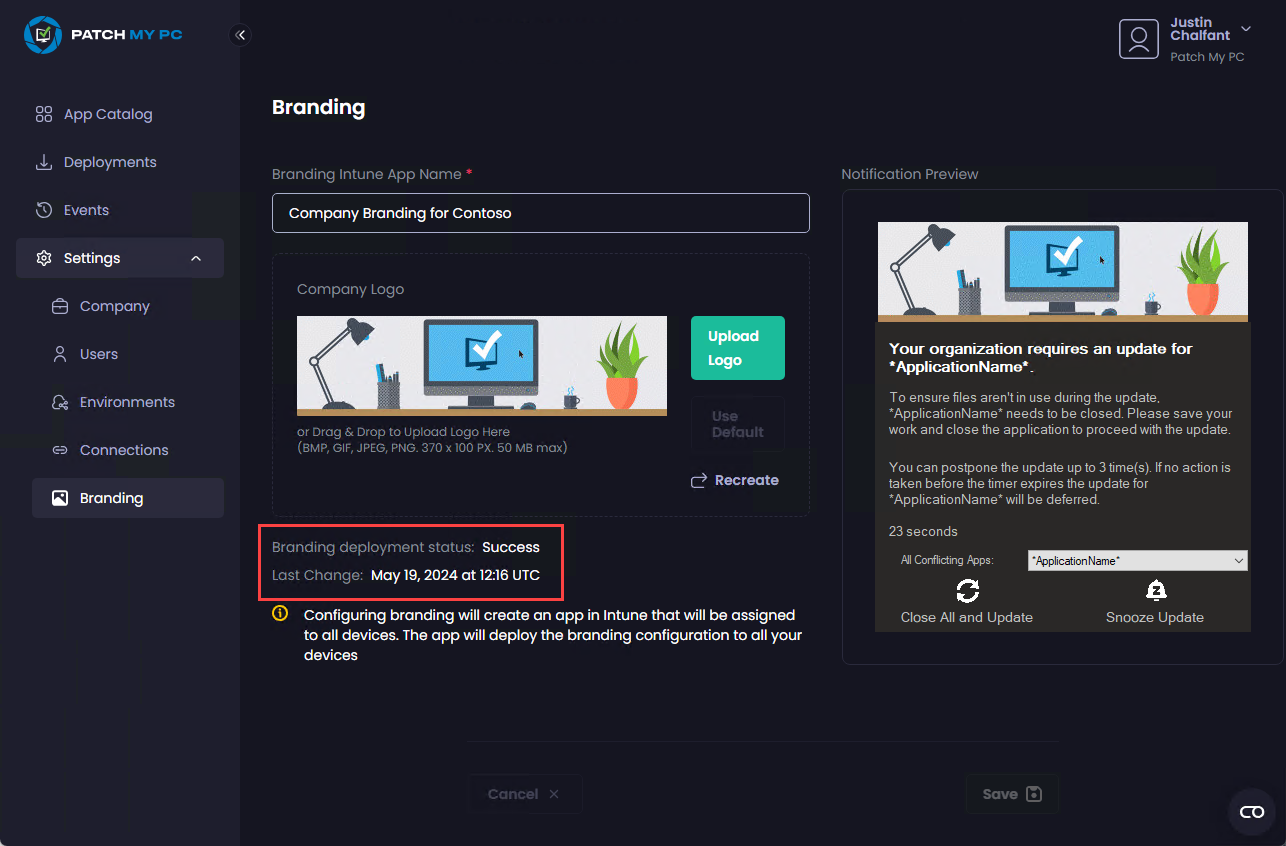 PATCH MY PC
Justin
Chalfant
Patch My PC
App Catalog
Deployments
Events
Settings
Company
Users
Environments
Connections
Branding
Branding
Branding Intune App Name *
Company Branding for Contoso
Company Logo
Upload
Logo
Use
Default
or Drag & Drop to Upload Logo Here
(BMP, GIF, JPEG, PNG. 370 x 100 PX. 50 MB max)
Recreate
Branding deployment status: Success
Last Change: May 19, 2024 at 12:16 UTC
Configuring branding will create an app in Intune that will be assigned
to all devices. The app will deploy the branding configuration to all your
devices
Notification Preview
Your organization requires an update for
*ApplicationName*.
To ensure files aren't in use during the update,
*ApplicationName* needs to be closed. Please save your
work and close the application to proceed with the update.
You can postpone the update up to 3 time(s). If no action is
taken before the timer expires the update for
*ApplicationName* will be deferred.
23 seconds
All Conflicting Apps: *ApplicationName*
Z
Close All and Update
Snooze Update
Cancel
Save